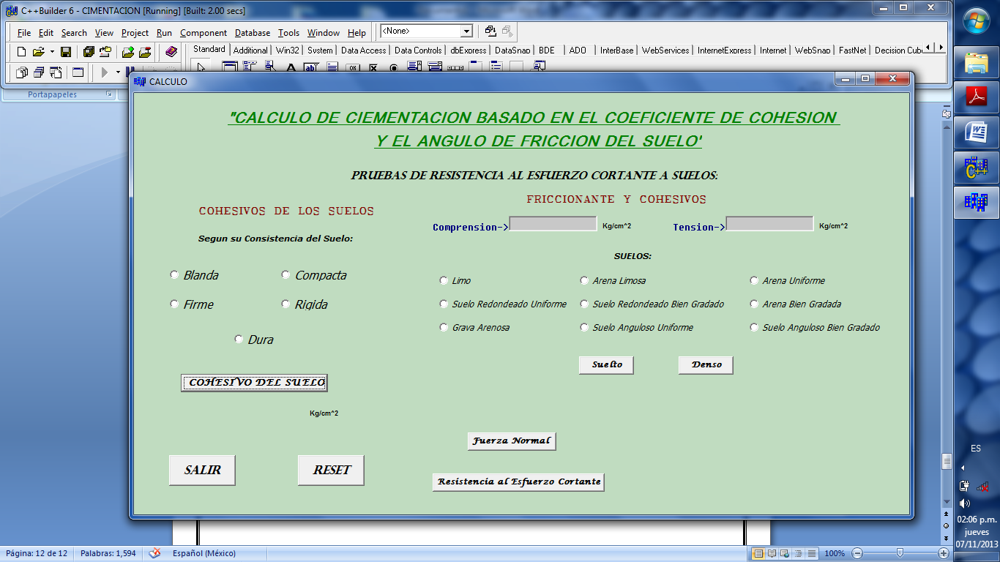 C++Builder 6 - CIMENTACION [Running] [Built: 2.00 secs]
File Edit Search View Project Run Component Database Tools Window Help
<None>
Standard Additional Win32 System Data Access Data Controls dbExpress DataSnap BDE ADO InterBase WebServices InternetExpress Internet WebSnap FastNet Decision Cube
Portapapeles
CALCULO
"CALCULO DE CIEMENTACION BASADO EN EL COEFICIENTE DE COHESION
Y EL ANGULO DE FRICCION DEL SUELO'
PRUEBAS DE RESISTENCIA AL ESFUERZO CORTANTE A SUELOS:
COHESIVOS DE LOS SUELOS
Segun su Consistencia del Suelo:
Blanda Compacta
Firme Rigida
Dura
COHESIVO DEL SUELO
Kg/cm^2
SALIR RESET
FRICCIONANTE Y COHESIVOS
Comprension-> Kg/cm^2 Tension-> Kg/cm^2
SUELOS:
Limo Arena Limosa Arena Uniforme
Suelo Redondeado Uniforme Suelo Redondeado Bien Gradado Arena Bien Gradada
Grava Arenosa Suelo Anguloso Uniforme Suelo Anguloso Bien Gradado
Suelto Denso
Fuerza Normal
Resistencia al Esfuerzo Cortante
ES
02:06 p.m.
jueves
07/11/2013
Página: 12 de 12 Palabras: 1,594 Español (México) 100%